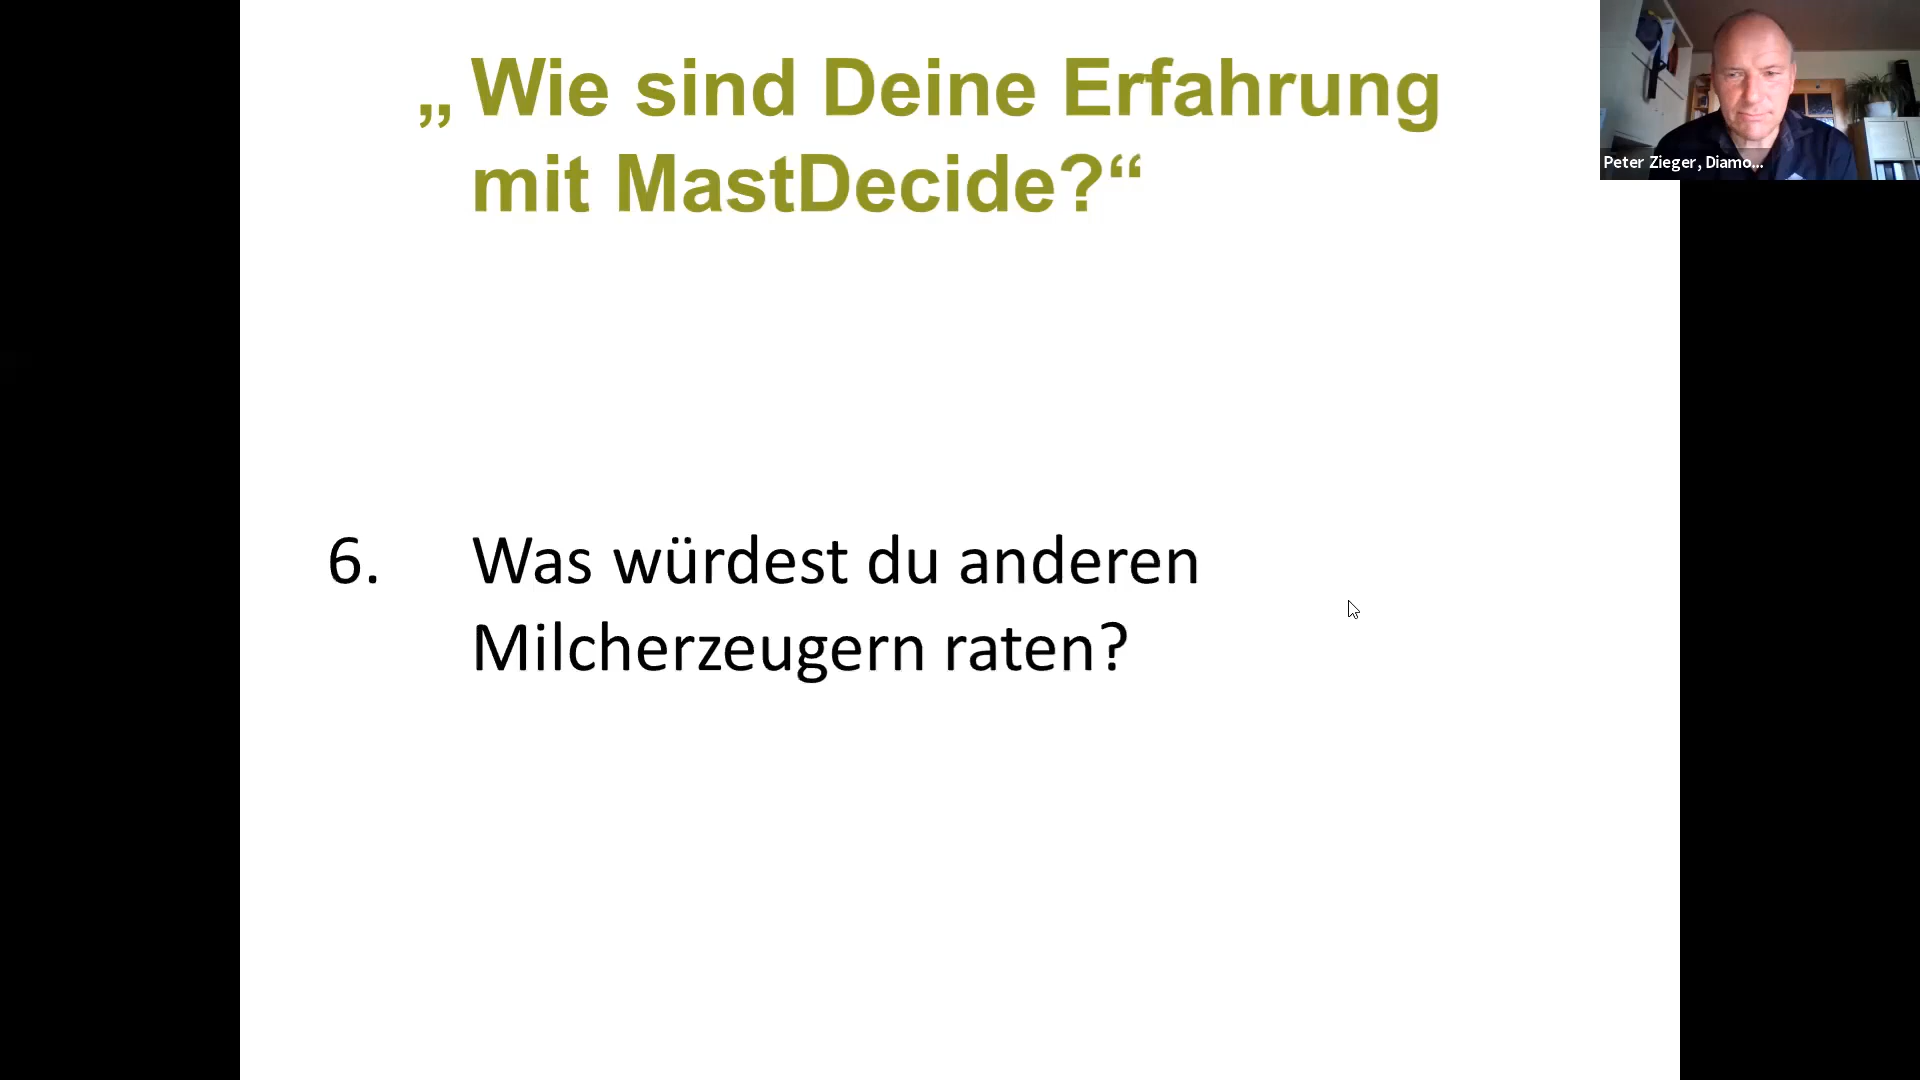 „ Wie sind Deine Erfahrung
mit MastDecide?“
Peter Zieger, Diamo...
6. Was würdest du anderen
Milcherzeugern raten?